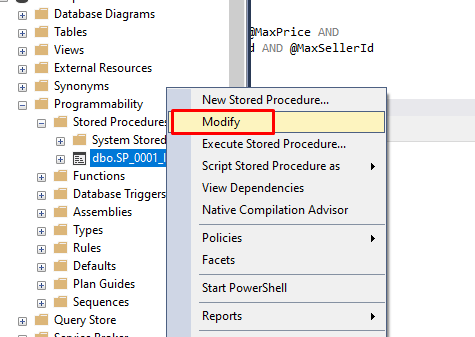 Database Diagrams
Tables
Views
External Resources
Synonyms
Programmability
Stored Procedures
System Stored
dbo.SP_0001_
Functions
Database Triggers
Assemblies
Types
Rules
Defaults
Plan Guides
Sequences
Query Store
@MaxPrice AND
d AND @MaxSellerId
New Stored Procedure...
Modify
Execute Stored Procedure...
Script Stored Procedure as
View Dependencies
Native Compilation Advisor
Policies
Facets
Start PowerShell
Reports